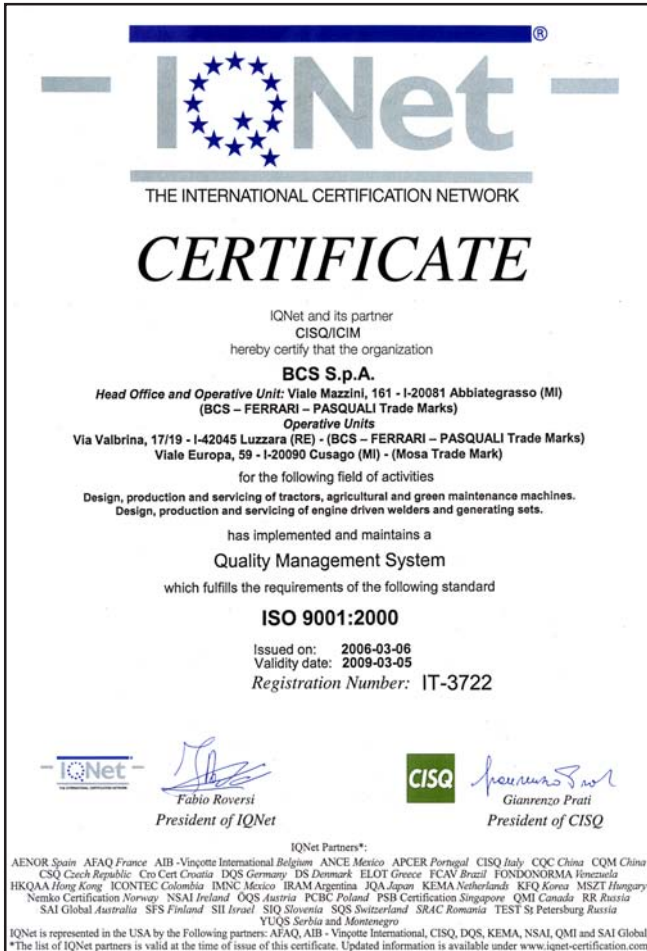 ®
IQNet
THE INTERNATIONAL CERTIFICATION NETWORK
CERTIFICATE
IQNet and its partner
CISQ/ICIM
hereby certify that the organization
BCS S.p.A.
Head Office and Operative Unit: Viale Mazzini, 161 - I-20081 Abbiategrasso (MI)
(BCS – FERRARI – PASQUALI Trade Marks)
Operative Units
Via Valbrina, 17/19 - I-42045 Luzzara (RE) - (BCS – FERRARI – PASQUALI Trade Marks)
Viale Europa, 59 - I-20090 Cusago (MI) - (Mosa Trade Mark)
for the following field of activities
Design, production and servicing of tractors, agricultural and green maintenance machines.
Design, production and servicing of engine driven welders and generating sets.
has implemented and maintains a
Quality Management System
which fulfills the requirements of the following standard
ISO 9001:2000
Issued on: 2006-03-06
Validity date: 2009-03-05
Registration Number: IT-3722
IQNet
THE INTERNATIONAL CERTIFICATION NETWORK
Fabio Roversi
President of IQNet
CISQ
Gianrenzo Prati
President of CISQ
IQNet Partners*:
AENOR Spain AFAQ France AIB -Vinçotte International Belgium ANCE Mexico APCER Portugal CISQ Italy CQC China CQM China
CSQ Czech Republic Cro Cert Croatia DQS Germany DS Denmark ELOT Greece FCAV Brazil FONDONORMA Venezuela
HKQAA Hong Kong ICONTEC Colombia IMNC Mexico IRAM Argentina JQA Japan KEMA Netherlands KFQ Korea MSZT Hungary
Nemko Certification Norway NSAI Ireland ÖQS Austria PCBC Poland PSB Certification Singapore QMI Canada RR Russia
SAI Global Australia SFS Finland SII Israel SIQ Slovenia SQS Switzerland SRAC Romania TEST St Petersburg Russia
YUQS Serbia and Montenegro
IQNet is represented in the USA by the Following partners: AFAQ, AIB - Vinçotte International, CISQ, DQS, KEMA, NSAI, QMI and SAI Global
*The list of IQNet partners is valid at the time of issue of this certificate. Updated information is available under www.iqnet-certification.com